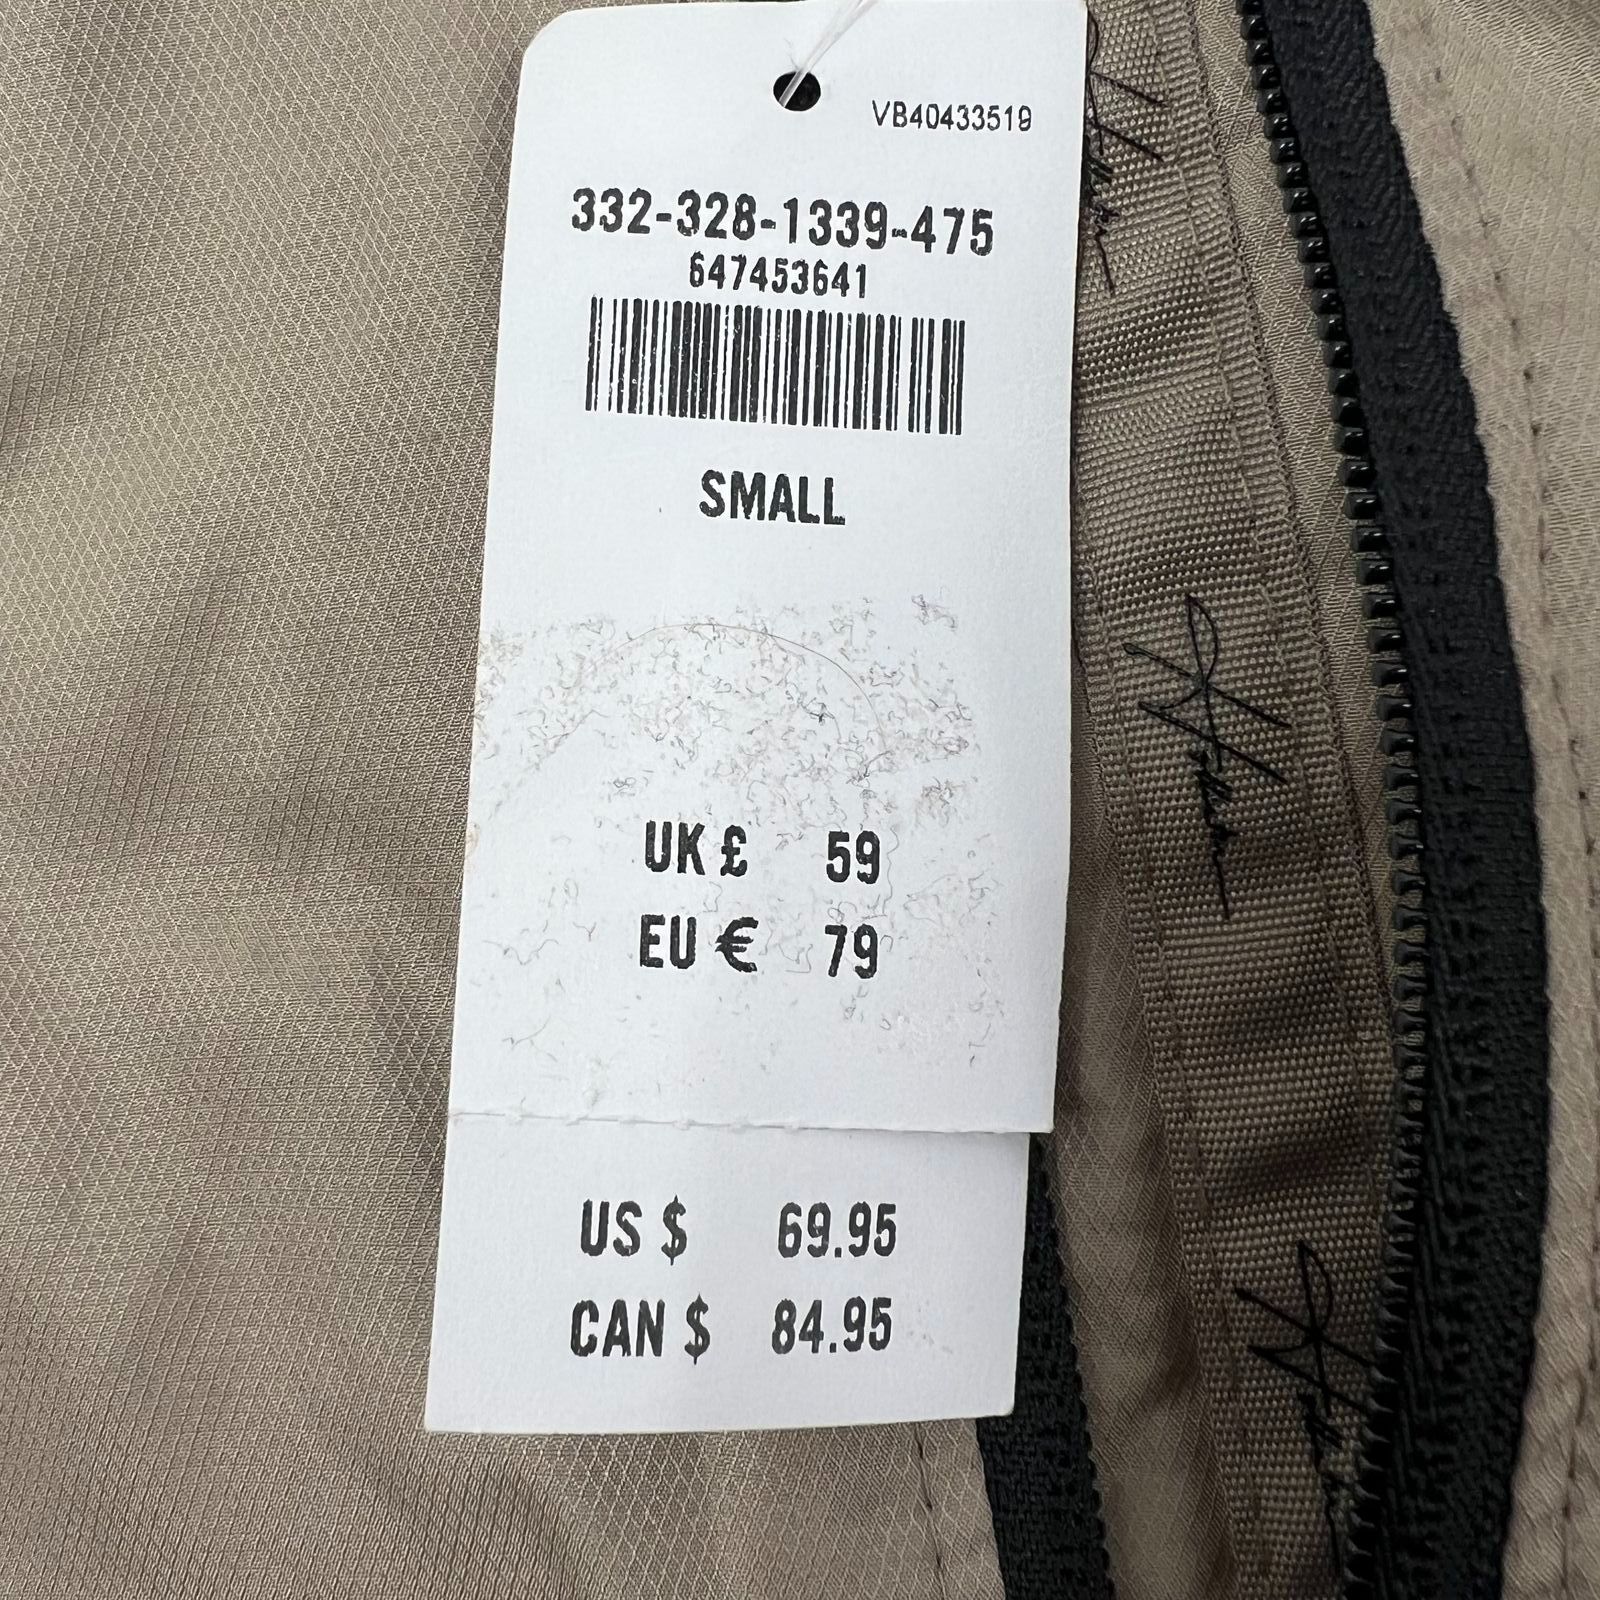 VB40433519
332-328-1339-475
647453641
SMALL
UK £ 59
EU € 79
US $ 69.95
CAN $ 84.95